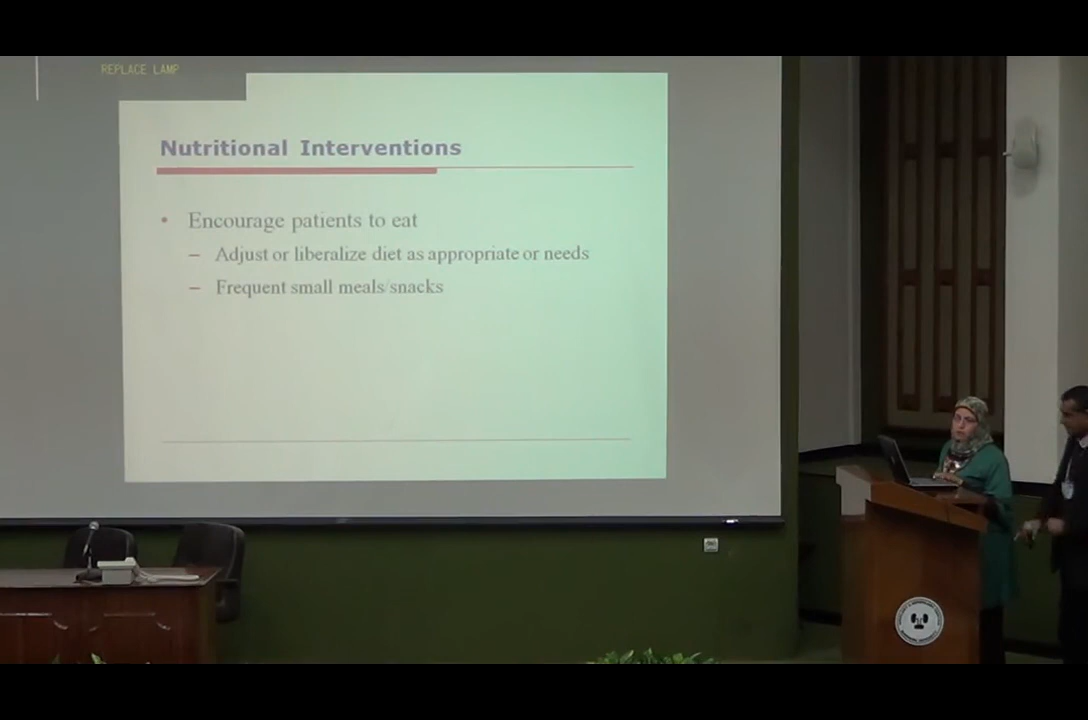 REPLACE LAMP
Nutritional Interventions
• Encourage patients to eat
– Adjust or liberalize diet as appropriate or needs
– Frequent small meals/snacks